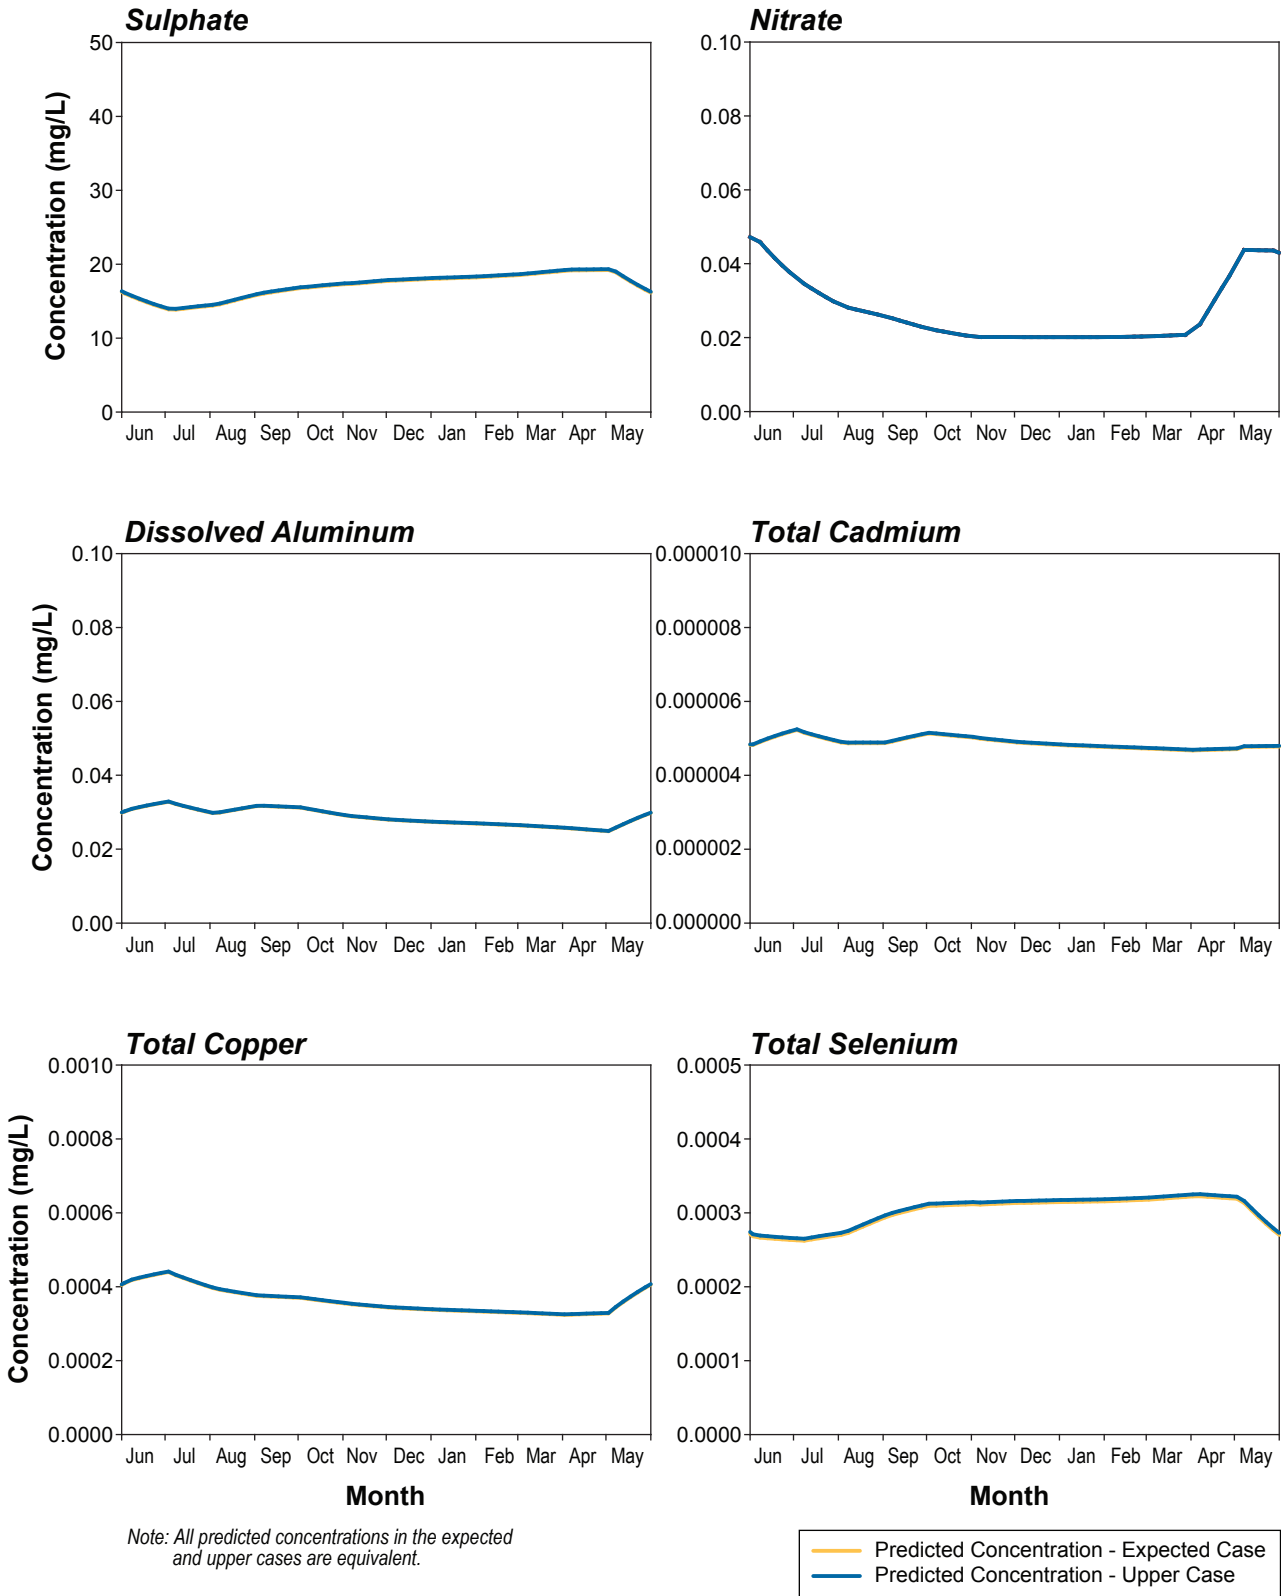 Sulphate
Concentration (mg/L)
50
40
30
20
10
0
Jun Jul Aug Sep Oct Nov Dec Jan Feb Mar Apr May
Nitrate
0.10
0.08
0.06
0.04
0.02
0.00
Jun Jul Aug Sep Oct Nov Dec Jan Feb Mar Apr May
Dissolved Aluminum
Concentration (mg/L)
0.10
0.08
0.06
0.04
0.02
0.00
Jun Jul Aug Sep Oct Nov Dec Jan Feb Mar Apr May
Total Cadmium
0.000010
0.000008
0.000006
0.000004
0.000002
0.000000
Jun Jul Aug Sep Oct Nov Dec Jan Feb Mar Apr May
Total Copper
Concentration (mg/L)
0.0010
0.0008
0.0006
0.0004
0.0002
0.0000
Jun Jul Aug Sep Oct Nov Dec Jan Feb Mar Apr May
Month
Total Selenium
0.0005
0.0004
0.0003
0.0002
0.0001
0.0000
Jun Jul Aug Sep Oct Nov Dec Jan Feb Mar Apr May
Month
Note: All predicted concentrations in the expected
and upper cases are equivalent.
Predicted Concentration - Expected Case
Predicted Concentration - Upper Case